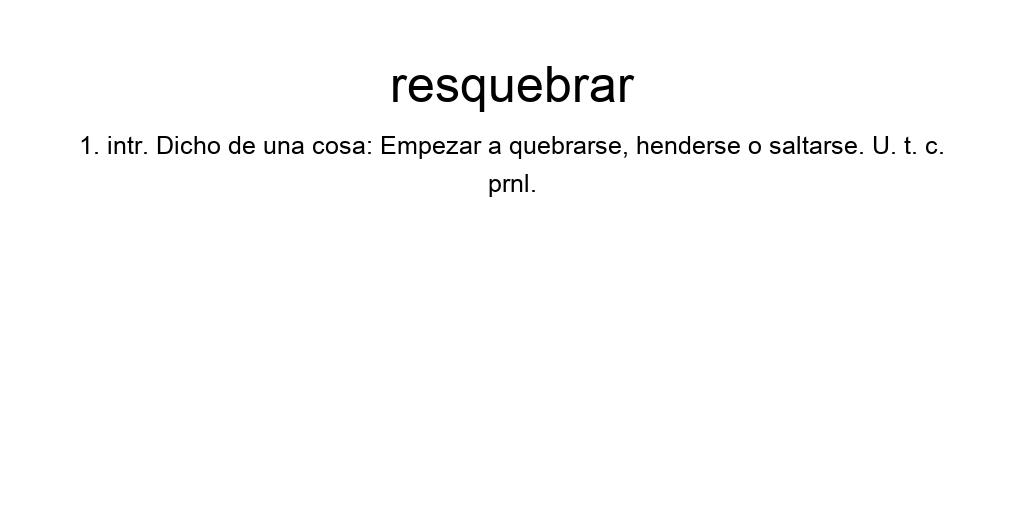 resquebrar
1. intr. Dicho de una cosa: Empezar a quebrarse, henderse o saltarse. U. t. c.
prnl.